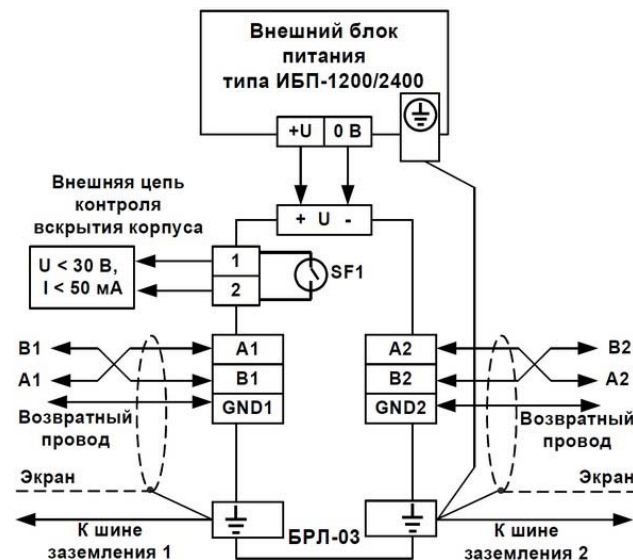 Внешний блок
питания
типа ИБП-1200/2400
+U 0 В
Внешняя цепь
контроля
вскрытия корпуса
+ U -
U < 30 В,
I < 50 мА
1
2
SF1
B1 A1 A2 B2
A1 B1 B2 A2
GND1 GND2
Возвратный
провод
Возвратный
провод
Экран Экран
БРЛ-03
К шине
заземления 1
К шине
заземления 2